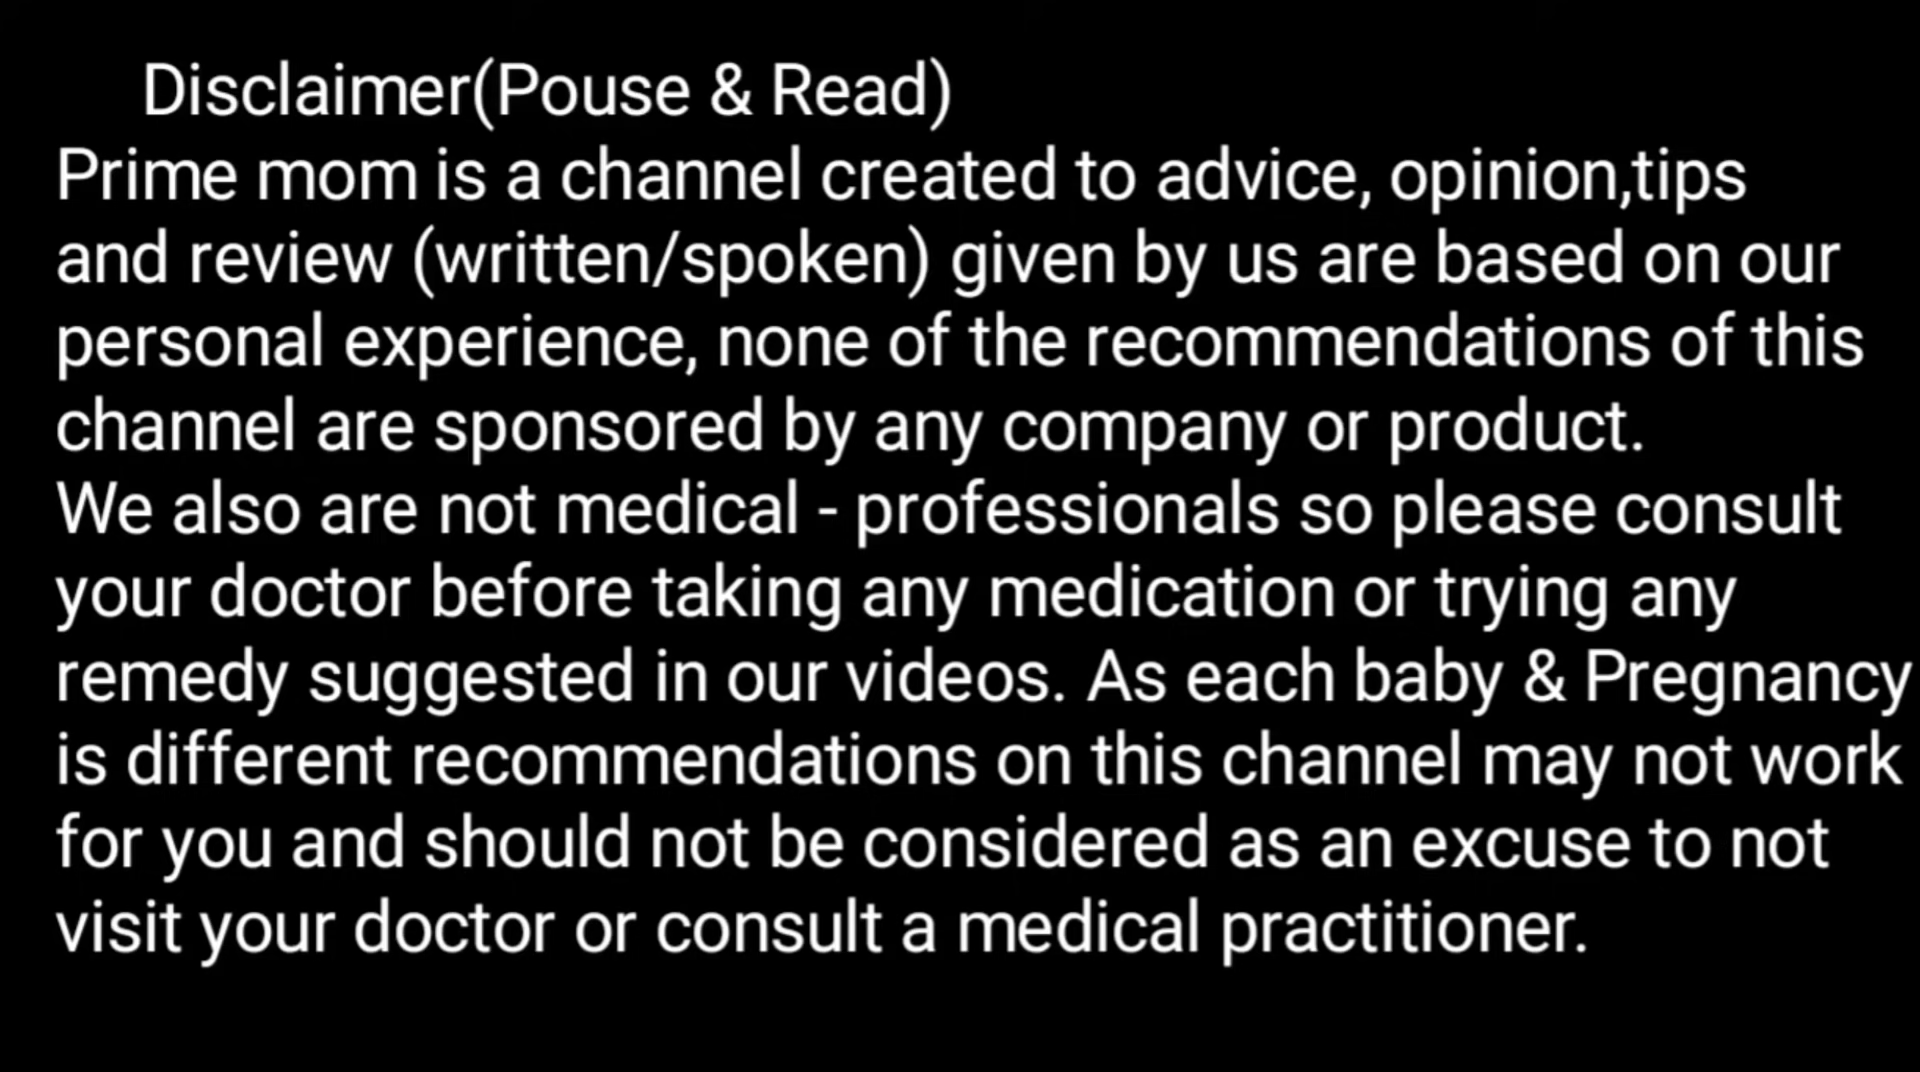 Disclaimer(Pouse & Read)
Prime mom is a channel created to advice, opinion,tips
and review (written/spoken) given by us are based on our
personal experience, none of the recommendations of this
channel are sponsored by any company or product.
We also are not medical - professionals so please consult
your doctor before taking any medication or trying any
remedy suggested in our videos. As each baby & Pregnancy
is different recommendations on this channel may not work
for you and should not be considered as an excuse to not
visit your doctor or consult a medical practitioner.